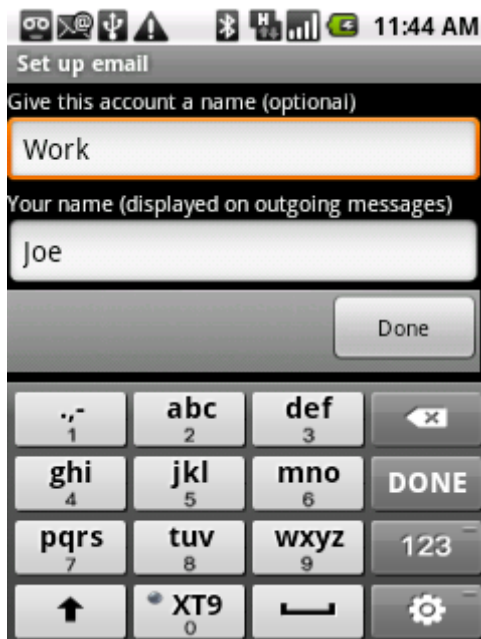 11:44 AM
Set up email
Give this account a name (optional)
Work
Your name (displayed on outgoing messages)
Joe
Done
.,- abc def
1 2 3
ghi jkl mno DONE
4 5 6
pqrs tuv wxyz 123
7 8 9
XT9
0